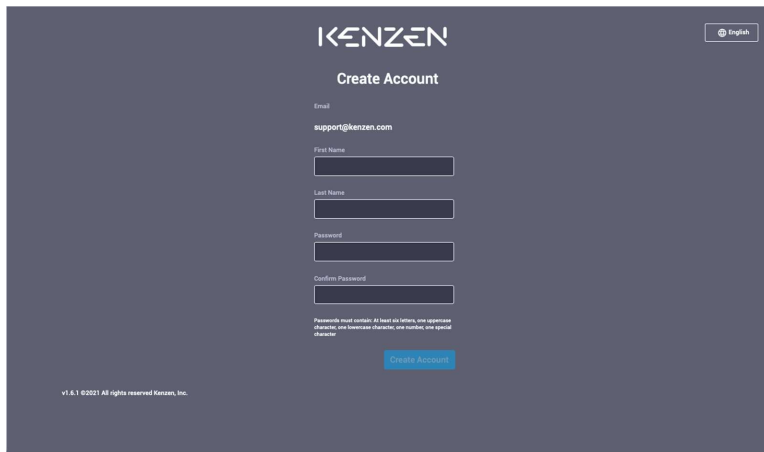 KENZEN
English
Create Account
Email
support@kenzen.com
First Name
Last Name
Password
Confirm Password
Passwords must contain: At least six letters, one uppercase
character, one lowercase character, one number, one special
character
Create Account
v1.6.1 ©2021 All rights reserved Kenzen, Inc.